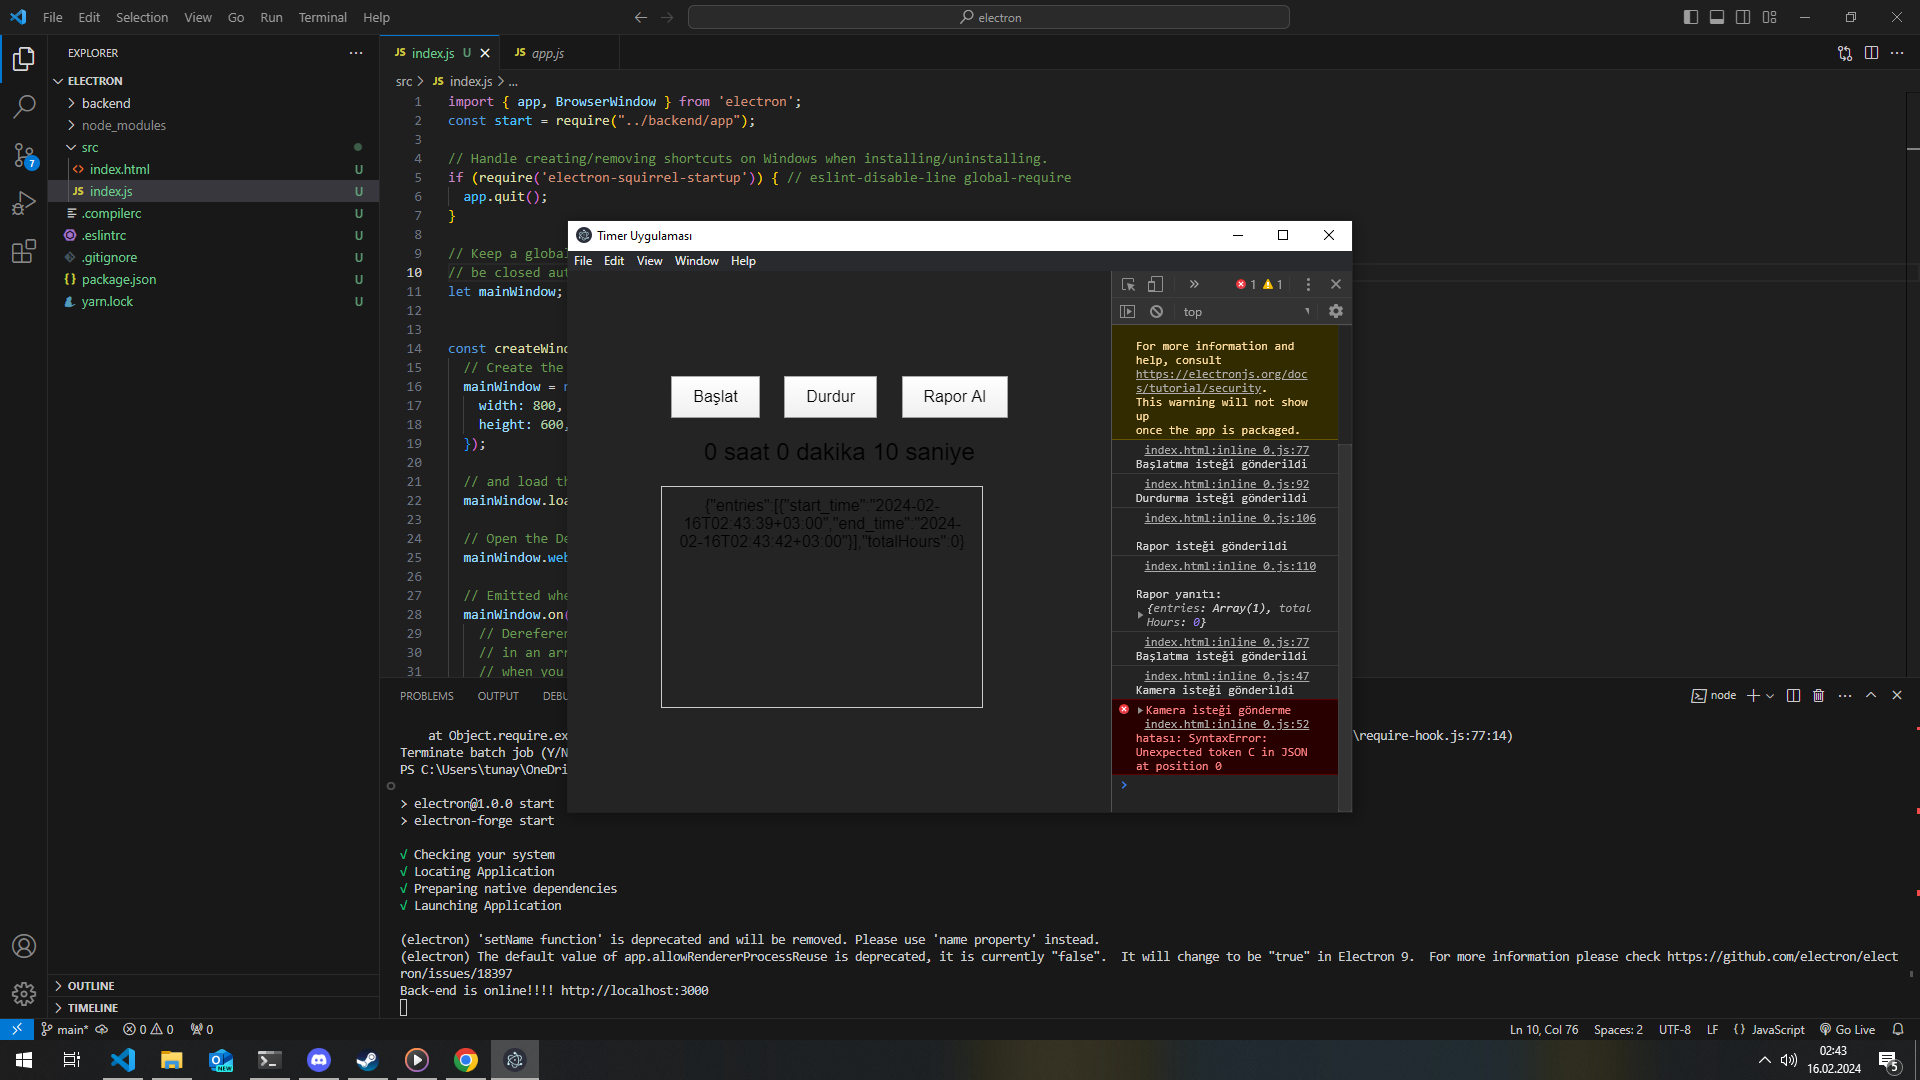 File Edit Selection View Go Run Terminal Help
electron
EXPLORER
ELECTRON
backend
node_modules
src
index.html U
index.js U
.compilerc U
.eslintrc U
.gitignore U
package.json U
yarn.lock U
OUTLINE
TIMELINE
JS index.js U
JS app.js
src > JS index.js > ...
1 import { app, BrowserWindow } from 'electron';
2 const start = require("../backend/app");
3
4 // Handle creating/removing shortcuts on Windows when installing/uninstalling.
5 if (require('electron-squirrel-startup')) { // eslint-disable-line global-require
6 app.quit();
7 }
8
9 // Keep a global
10 // be closed aut
11 let mainWindow;
12
13
14 const createWind
15 // Create the
16 mainWindow = n
17 width: 800,
18 height: 600,
19 });
20
21 // and load th
22 mainWindow.loa
23
24 // Open the De
25 mainWindow.web
26
27 // Emitted whe
28 mainWindow.on(
29 // Dereferen
30 // in an arr
31 // when you
Timer Uygulaması
File Edit View Window Help
Başlat
Durdur
Rapor Al
0 saat 0 dakika 10 saniye
{"entries":[{"start_time":"2024-02-
16T02:43:39+03:00","end_time":"2024-
02-16T02:43:42+03:00"}],"totalHours":0}
1 1
top
For more information and
help, consult
https://electronjs.org/doc
s/tutorial/security.
This warning will not show
up
once the app is packaged.
index.html:inline 0.js:77
Başlatma isteği gönderildi
index.html:inline 0.js:92
Durdurma isteği gönderildi
index.html:inline 0.js:106
Rapor isteği gönderildi
index.html:inline 0.js:110
Rapor yanıtı:
{entries: Array(1), total
Hours: 0}
index.html:inline 0.js:77
Başlatma isteği gönderildi
index.html:inline 0.js:47
Kamera isteği gönderildi
Kamera isteği gönderme
index.html:inline 0.js:52
hatası: SyntaxError:
Unexpected token C in JSON
at position 0
PROBLEMS OUTPUT DEBU
node
at Object.require.ex \require-hook.js:77:14)
Terminate batch job (Y/N
PS C:\Users\tunay\OneDri
> electron@1.0.0 start
> electron-forge start
√ Checking your system
√ Locating Application
√ Preparing native dependencies
√ Launching Application
(electron) 'setName function' is deprecated and will be removed. Please use 'name property' instead.
(electron) The default value of app.allowRendererProcessReuse is deprecated, it is currently "false". It will change to be "true" in Electron 9. For more information please check https://github.com/electron/elect
ron/issues/18397
Back-end is online!!!! http://localhost:3000
7
main* 0 0 0
Ln 10, Col 76 Spaces: 2 UTF-8 LF {} JavaScript Go Live
NEW
02:43
16.02.2024
5